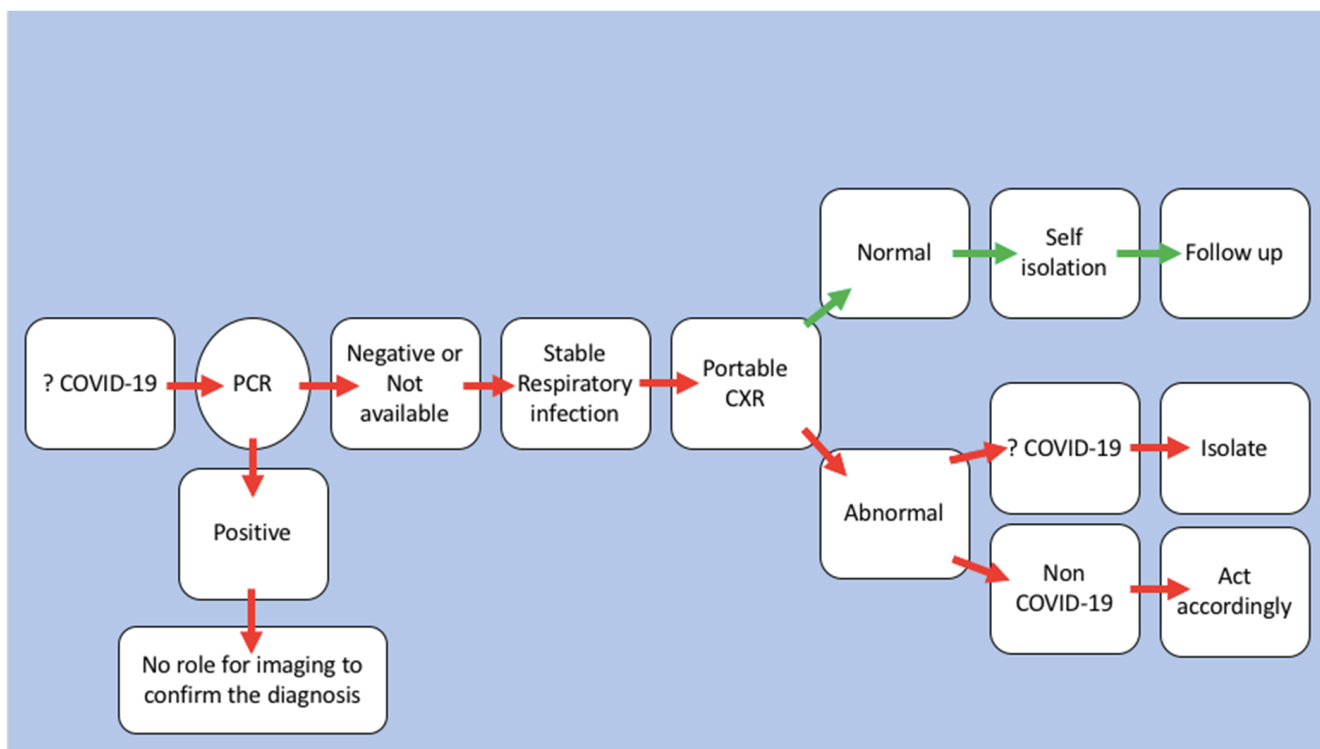 ? COVID-19
PCR
Negative or
Not
available
Stable
Respiratory
infection
Portable
CXR
Normal
Self
isolation
Follow up
Abnormal
? COVID-19
Isolate
Non
COVID-19
Act
accordingly
Positive
No role for imaging to
confirm the diagnosis